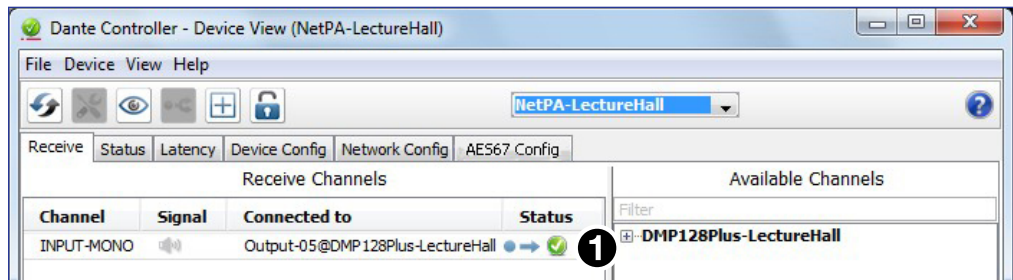 Dante Controller - Device View (NetPA-LectureHall)
File Device View Help
NetPA-LectureHall
Receive Status Latency Device Config Network Config AES67 Config
Receive Channels
Available Channels
Filter
Channel Signal Connected to Status
DMP128Plus-LectureHall
INPUT-MONO Output-05@DMP128Plus-LectureHall
1